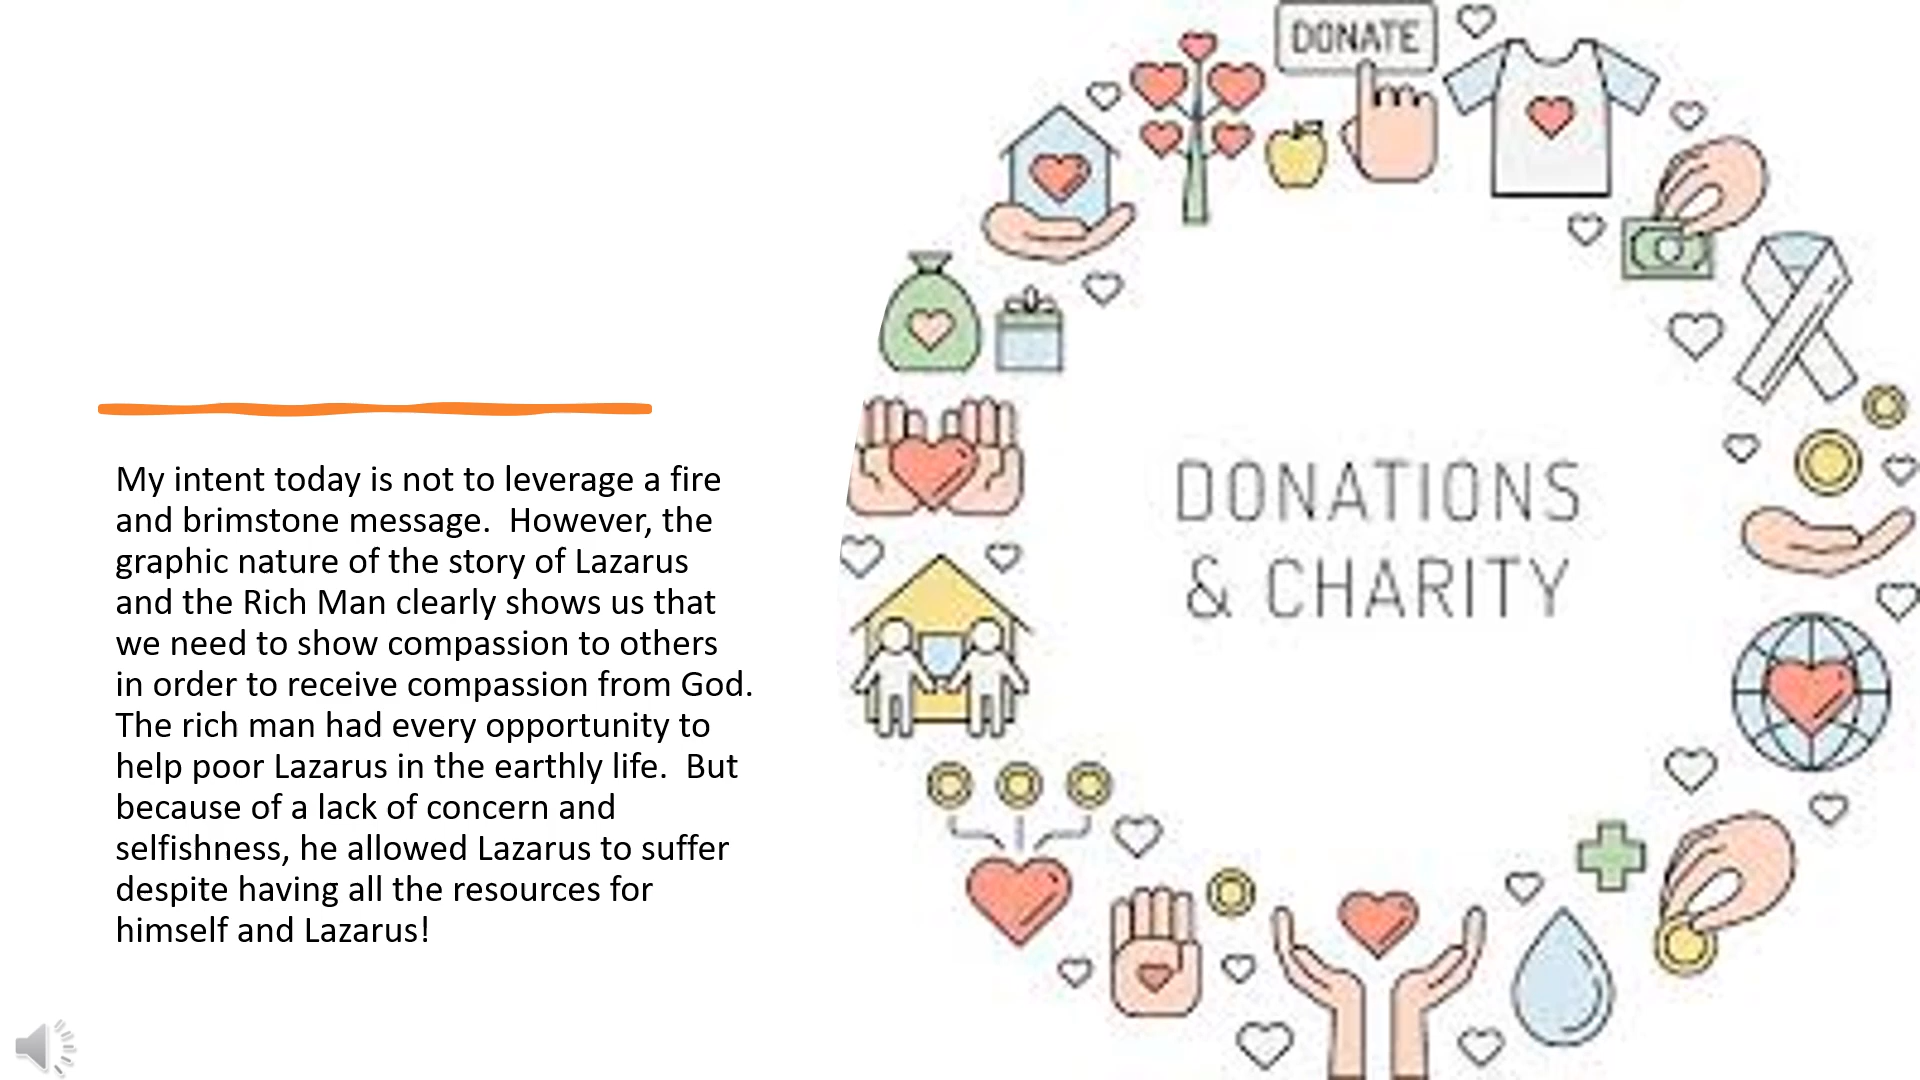 DONATE
My intent today is not to leverage a fire
and brimstone message.  However, the
graphic nature of the story of Lazarus
and the Rich Man clearly shows us that
we need to show compassion to others
in order to receive compassion from God.
The rich man had every opportunity to
help poor Lazarus in the earthly life.  But
because of a lack of concern and
selfishness, he allowed Lazarus to suffer
despite having all the resources for
himself and Lazarus!
DONATIONS
& CHARITY